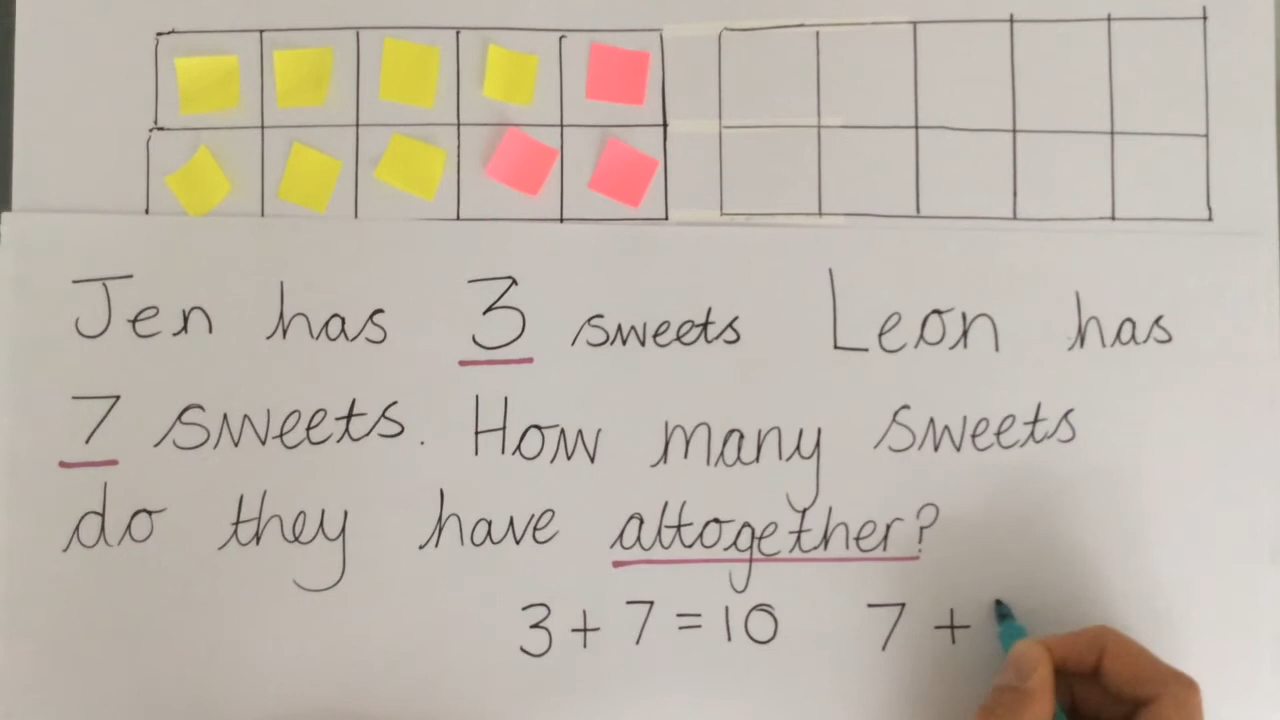 Jen has 3 sweets Leon has
7 sweets. How many sweets
do they have altogether?
3 + 7 = 10 7 +